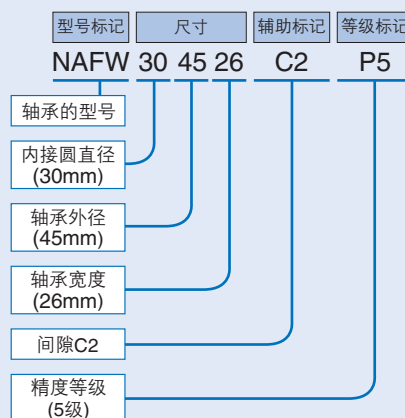 型号标记 尺寸 辅助标记 等级标记
NAFW 30 45 26 C2 P5
轴承的型号
内接圆直径
(30mm)
轴承外径
(45mm)
轴承宽度
(26mm)
间隙C2
精度等级
(5级)